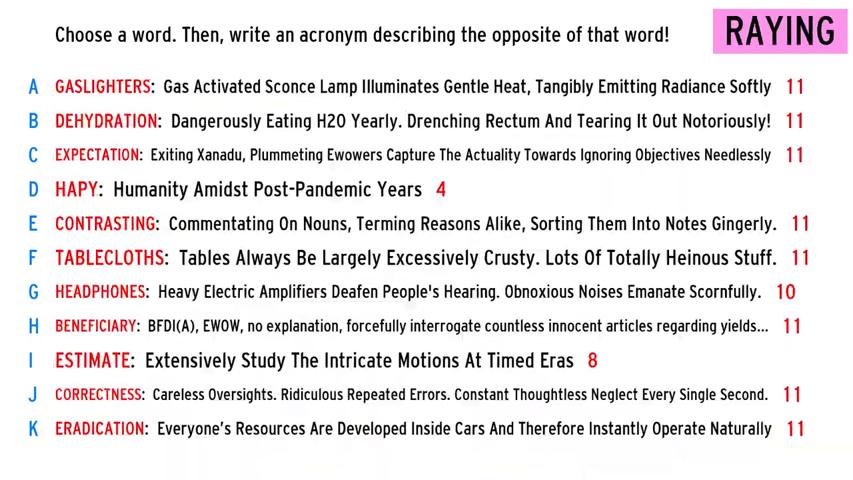 Choose a word. Then, write an acronym describing the opposite of that word!
RAYING
A GASLIGHTERS: Gas Activated Sconce Lamp Illuminates Gentle Heat, Tangibly Emitting Radiance Softly 11
B DEHYDRATION: Dangerously Eating H20 Yearly. Drenching Rectum And Tearing It Out Notoriously! 11
C EXPECTATION: Exiting Xanadu, Plummeting Ewowers Capture The Actuality Towards Ignoring Objectives Needlessly 11
D HAPY: Humanity Amidst Post-Pandemic Years 4
E CONTRASTING: Commentating On Nouns, Terming Reasons Alike, Sorting Them Into Notes Gingerly. 11
F TABLECLOTHS: Tables Always Be Largely Excessively Crusty. Lots Of Totally Heinous Stuff. 11
G HEADPHONES: Heavy Electric Amplifiers Deafen People's Hearing. Obnoxious Noises Emanate Scornfully. 10
H BENEFICIARY: BFDI(A), EWOW, no explanation, forcefully interrogate countless innocent articles regarding yields... 11
I ESTIMATE: Extensively Study The Intricate Motions At Timed Eras 8
J CORRECTNESS: Careless Oversights. Ridiculous Repeated Errors. Constant Thoughtless Neglect Every Single Second. 11
K ERADICATION: Everyone's Resources Are Developed Inside Cars And Therefore Instantly Operate Naturally 11